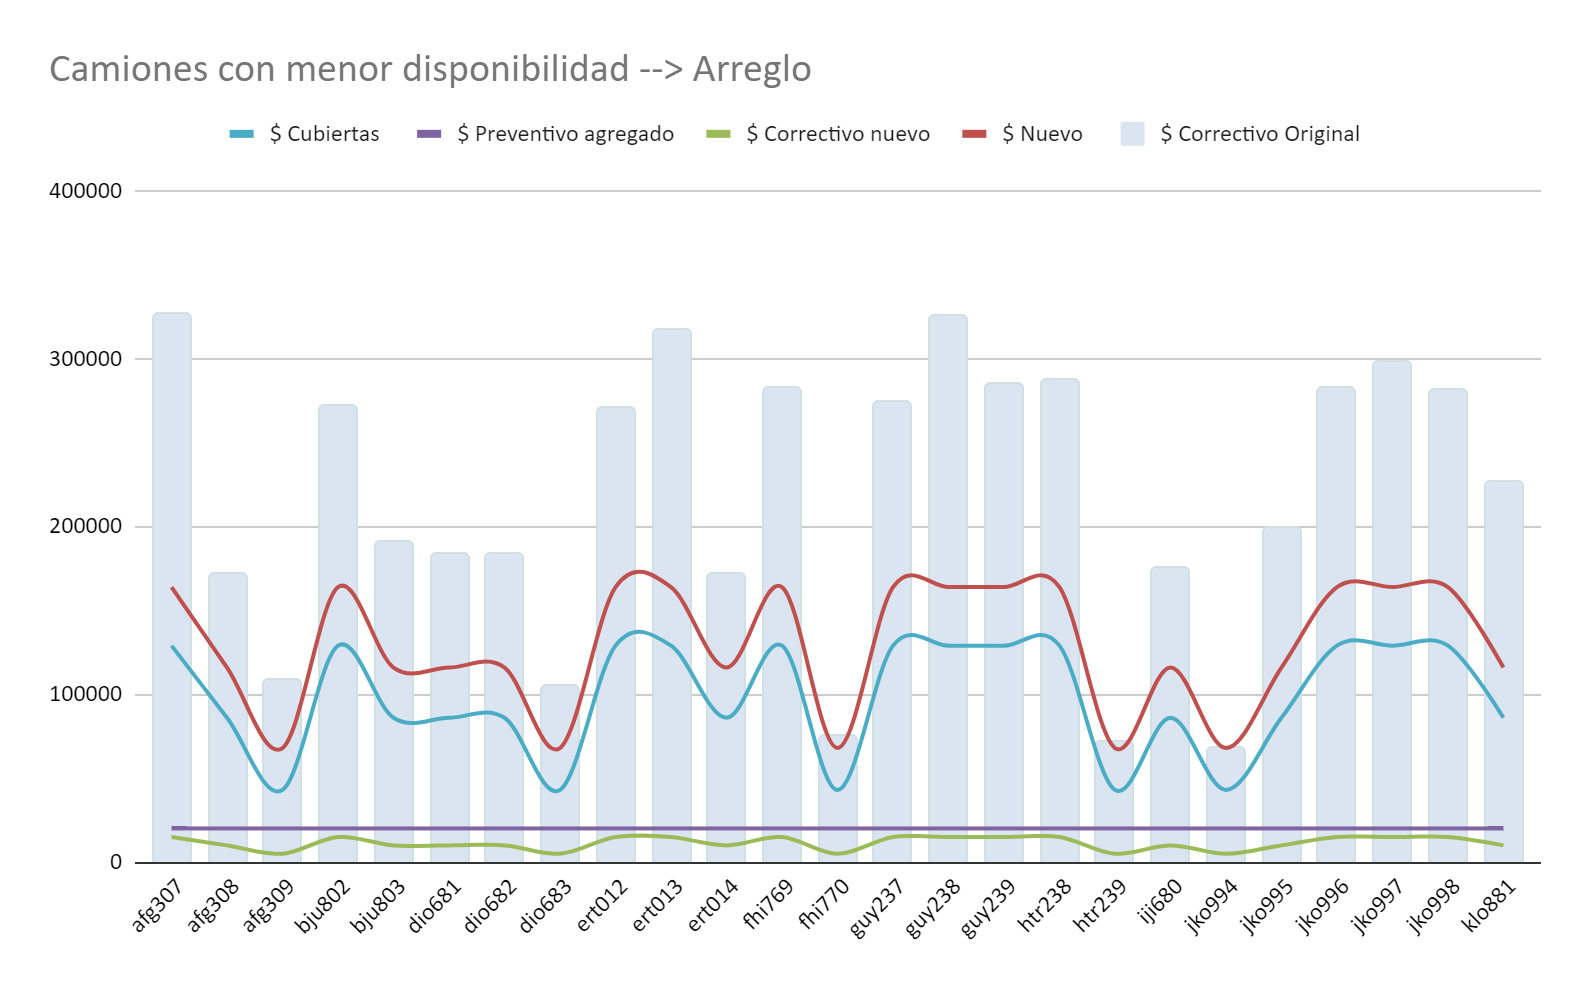 Camiones con menor disponibilidad --> Arreglo
$ Cubiertas $ Preventivo agregado $ Correctivo nuevo $ Nuevo $ Correctivo Original
400000
300000
200000
100000
0
afg307 afg308 afg309 bju802 bju803 dio681 dio682 dio683 ert012 ert013 ert014 fhi769 fhi770 guy237 guy238 guy239 htr238 htr239 iji680 jko994 jko995 jko996 jko997 jko998 klo881